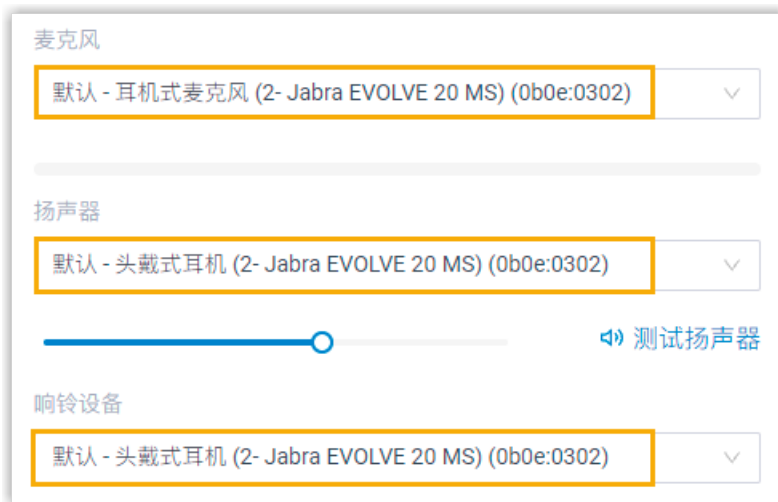 麦克风
默认 - 耳机式麦克风 (2- Jabra EVOLVE 20 MS) (0b0e:0302)
扬声器
默认 - 头戴式耳机 (2- Jabra EVOLVE 20 MS) (0b0e:0302)
测试扬声器
响铃设备
默认 - 头戴式耳机 (2- Jabra EVOLVE 20 MS) (0b0e:0302)